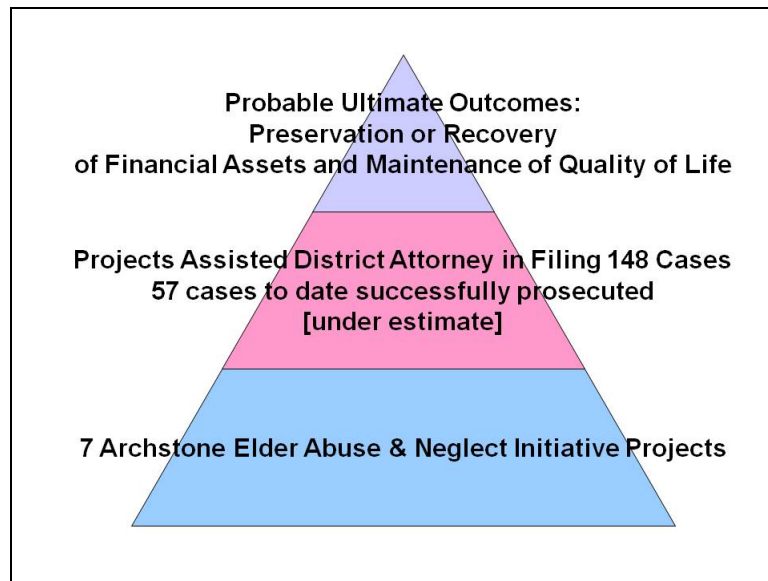 Probable Ultimate Outcomes:
Preservation or Recovery
of Financial Assets and Maintenance of Quality of Life
Projects Assisted District Attorney in Filing 148 Cases
57 cases to date successfully prosecuted
[under estimate]
7 Archstone Elder Abuse & Neglect Initiative Projects